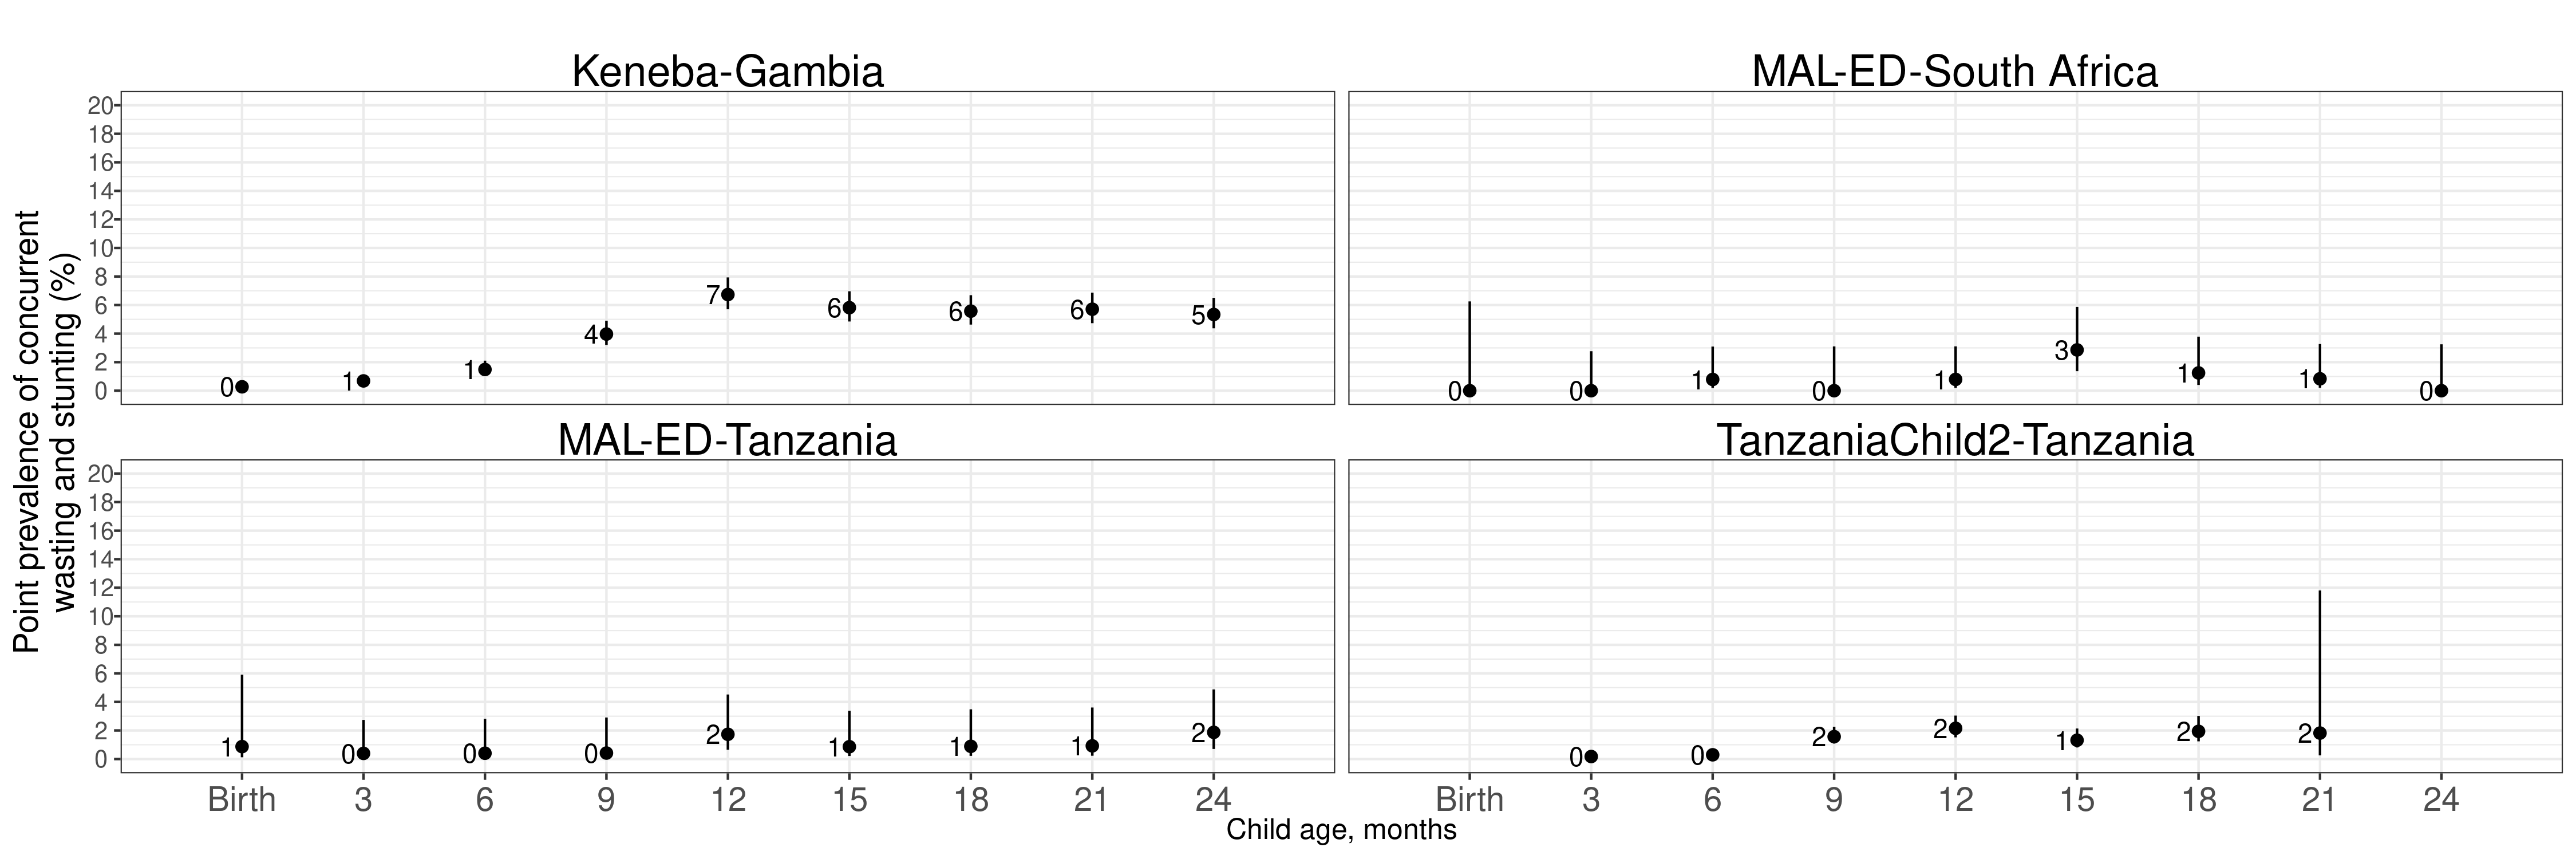 Keneba-Gambia
MAL-ED-South Africa
20
18
16
14
12
10
8
6
4
2
0
0 1 1 4 7 6 6 6 5
0 0 1 0 1 3 1 1 0
MAL-ED-Tanzania
TanzaniaChild2-Tanzania
20
18
16
14
12
10
8
6
4
2
0
1 0 0 0 2 1 1 1 2
0 0 2 2 1 2 2
Birth 3 6 9 12 15 18 21 24
Birth 3 6 9 12 15 18 21 24
Child age, months
Point prevalence of concurrent
wasting and stunting (%)